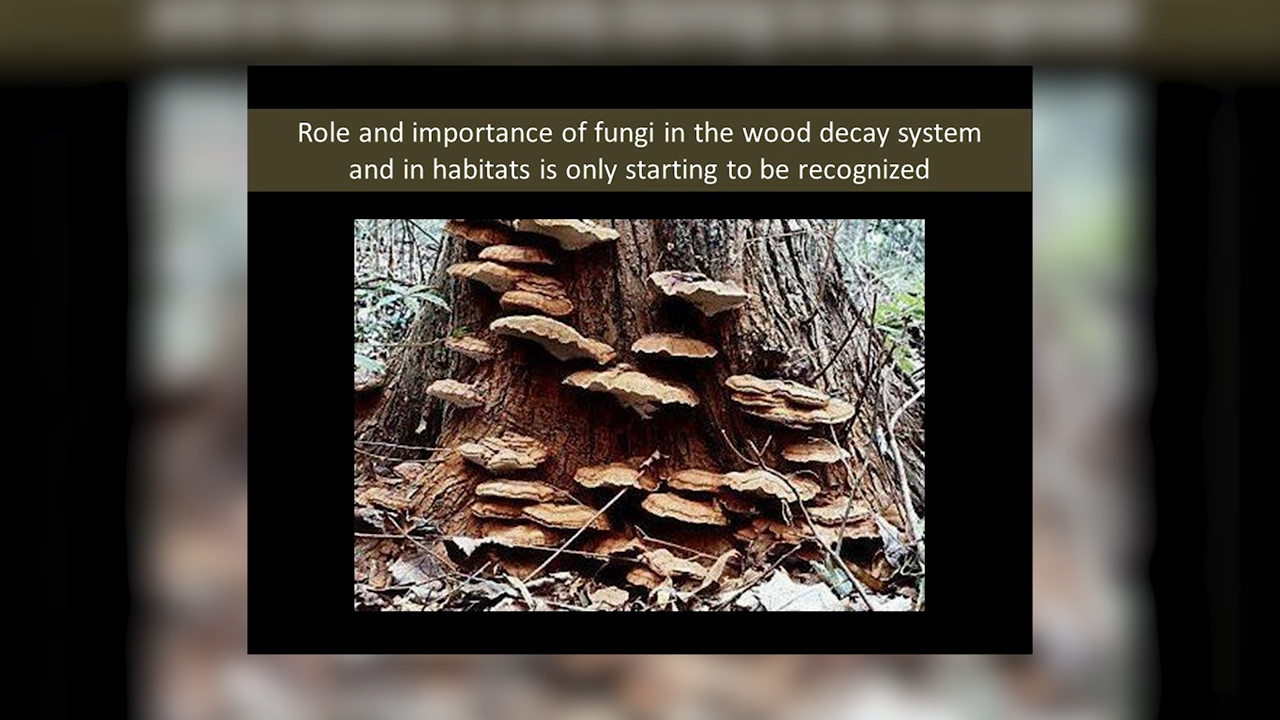 Role and importance of fungi in the wood decay system
and in habitats is only starting to be recognized